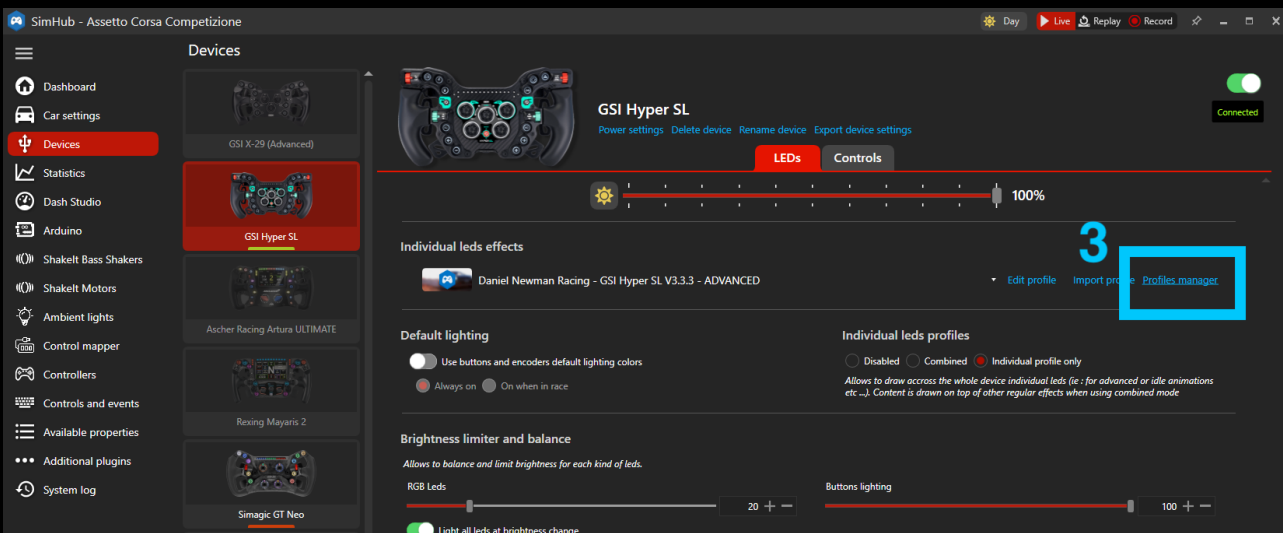 SimHub - Assetto Corsa Competizione
Day
Live
Replay
Record
Devices
Dashboard
Car settings
Devices
Statistics
Dash Studio
Arduino
ShakeIt Bass Shakers
ShakeIt Motors
Ambient lights
Control mapper
Controllers
Controls and events
Available properties
Additional plugins
System log
GSI X-29 (Advanced)
GSI Hyper SL
Ascher Racing Artura ULTIMATE
Rexing Mayaris 2
Simagic GT Neo
GSI Hyper SL
Power settings Delete device Rename device Export device settings
Connected
LEDs Controls
100%
3
Individual leds effects
Daniel Newman Racing - GSI Hyper SL V3.3.3 - ADVANCED
Edit profile Import profile Profiles manager
Default lighting
Use buttons and encoders default lighting colors
Always on On when in race
Individual leds profiles
Disabled Combined Individual profile only
Allows to draw accross the whole device individual leds (ie : for advanced or idle animations
etc ...). Content is drawn on top of other regular effects when using combined mode
Brightness limiter and balance
Allows to balance and limit brightness for each kind of leds.
RGB Leds
20
Buttons lighting
100
Light all leds at brightness change